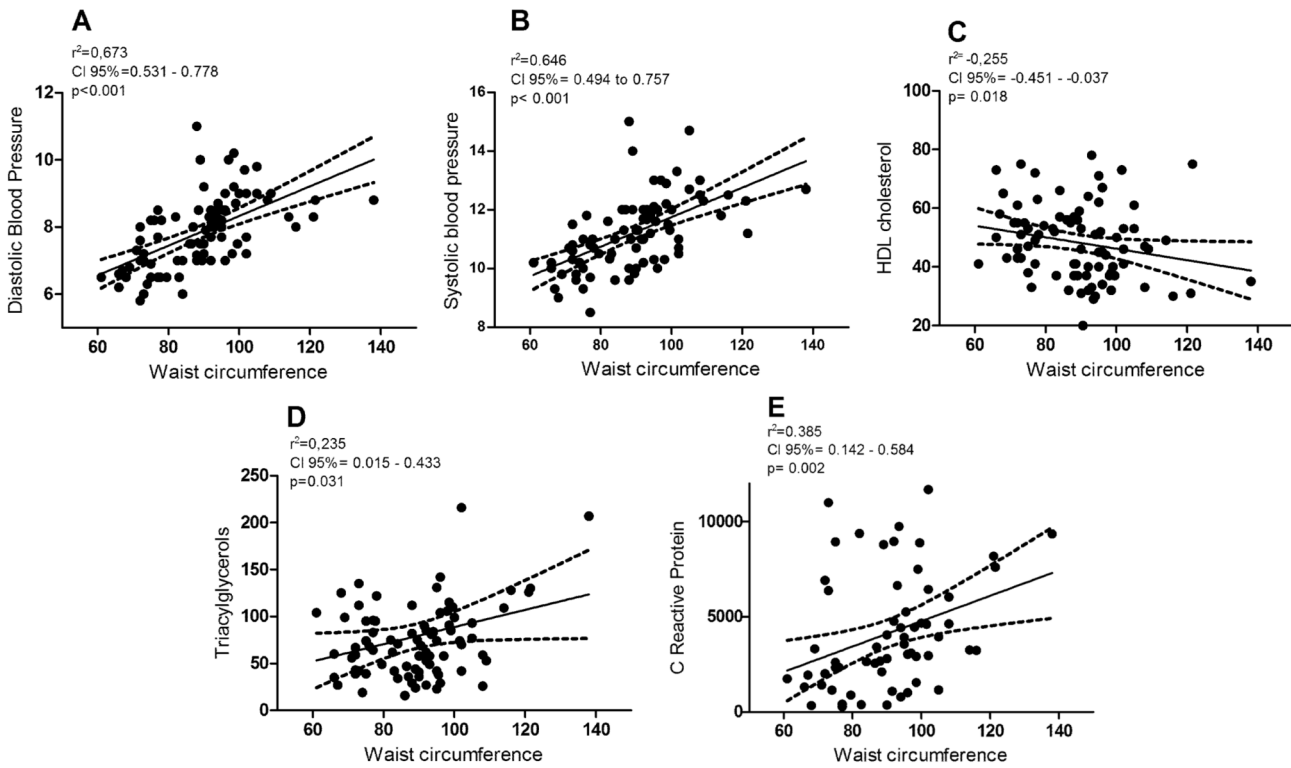 A
r²=0,673
CI 95%=0.531 - 0.778
p<0.001
Diastolic Blood Pressure
12
10
8
6
60 80 100 120 140
Waist circumference
B
r²=0.646
CI 95%= 0.494 to 0.757
p< 0.001
Systolic blood pressure
16
14
12
10
8
60 80 100 120 140
Waist circumference
C
r²= -0,255
CI 95%= -0.451 - -0.037
p= 0.018
HDL cholesterol
100
80
60
40
20
60 80 100 120 140
Waist circumference
D
r²=0,235
CI 95%= 0.015 - 0.433
p=0.031
Triacylglycerols
250
200
150
100
50
0
60 80 100 120 140
Waist circumference
E
r²=0.385
CI 95%= 0.142 - 0.584
p= 0.002
C Reactive Protein
10000
5000
0
60 80 100 120 140
Waist circumference